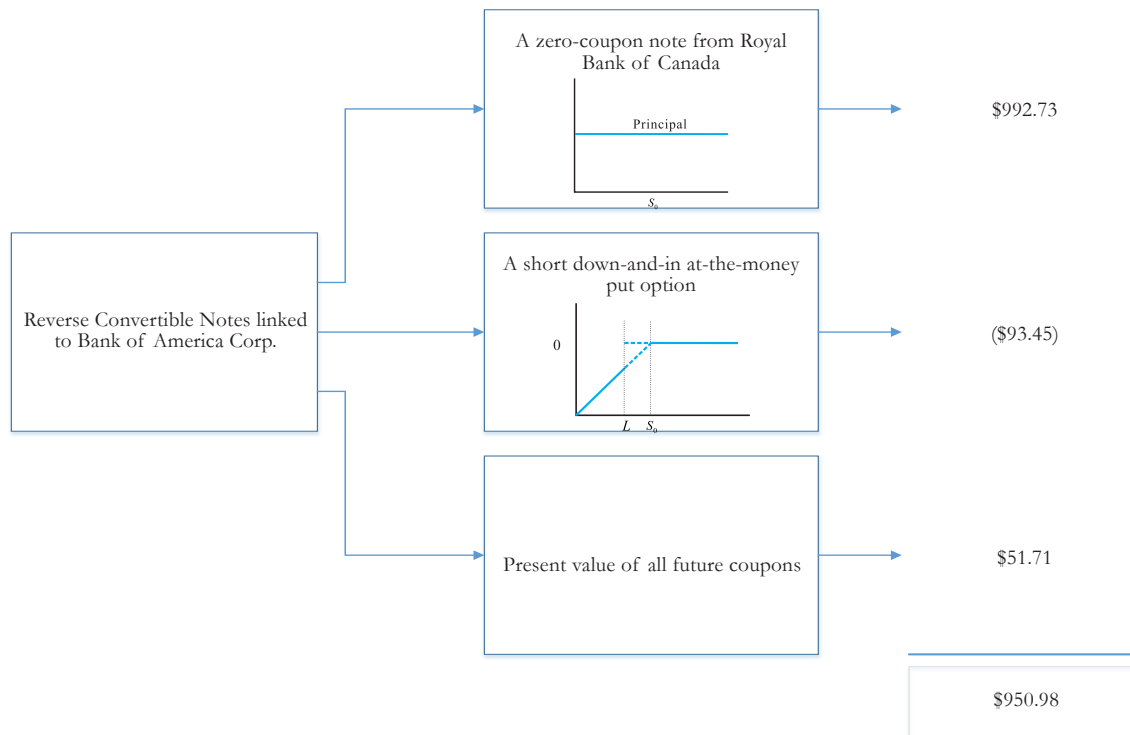 A zero-coupon note from Royal
Bank of Canada
Principal
S₀
$992.73
Reverse Convertible Notes linked
to Bank of America Corp.
A short down-and-in at-the-money
put option
0
L S₀
($93.45)
Present value of all future coupons
$51.71
$950.98